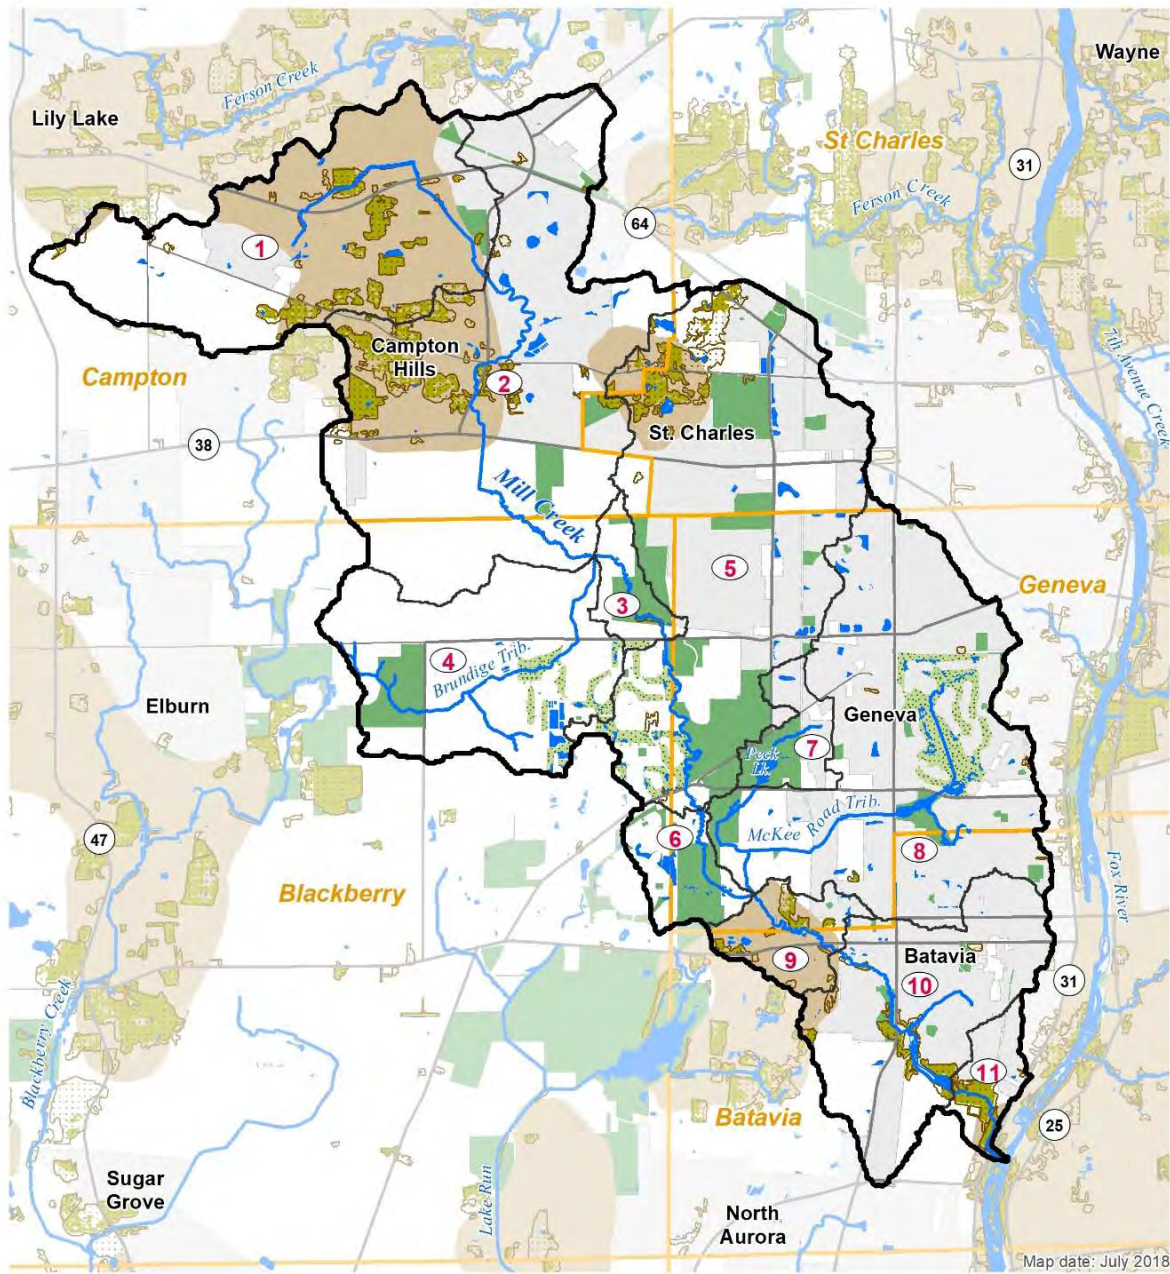 Wayne
Lily Lake
Ferson Creek
St Charles
31
Ferson Creek
64
1
7th Avenue Creek
Campton
Hills
Campton
2
St. Charles
38
Mill Creek
5
Geneva
3
4
Brundige Trib.
Elburn
Geneva
7
Peck
Lk.
McKee Road Trib.
47
6
8
Blackberry
Fox River
9
Batavia
10
31
Blackberry Creek
11
Batavia
25
Sugar
Grove
Lake Run
North
Aurora
Map date: July 2018